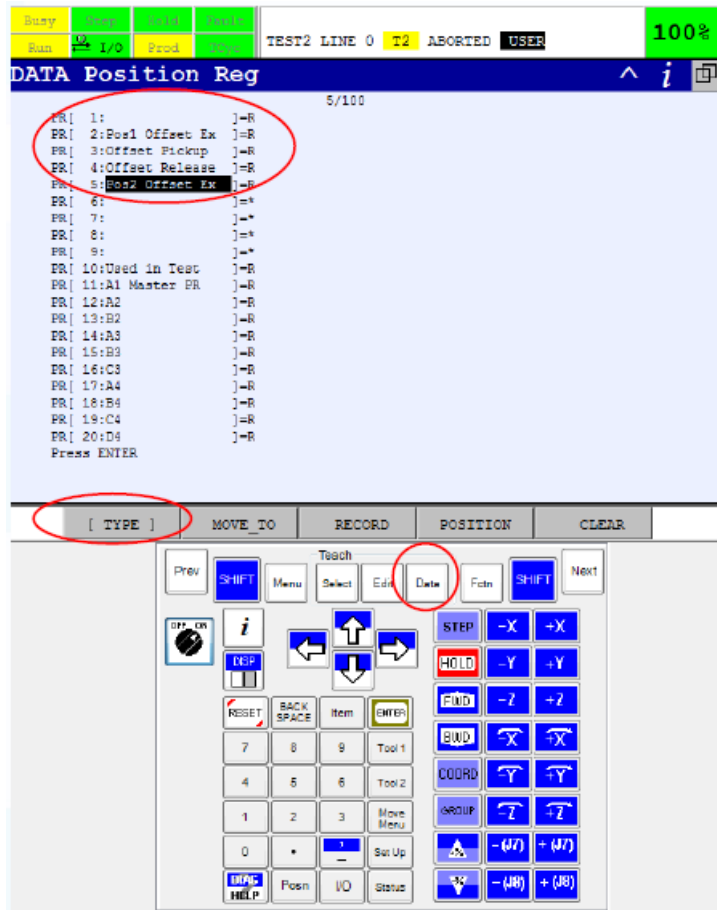 Busy Step Hold Fault
Run I/O Prod TCyc
TEST2 LINE 0 T2 ABORTED USER
100%
DATA Position Reg
5/100
PR[ 1: ]=R
PR[ 2:Pos1 Offset Ex ]=R
PR[ 3:Offset Pickup ]=R
PR[ 4:Offset Release ]=R
PR[ 5:Pos2 Offset Ex ]=R
PR[ 6: ]=*
PR[ 7: ]=*
PR[ 8: ]=*
PR[ 9: ]=*
PR[ 10:Used in Test ]=R
PR[ 11:A1 Master PR ]=R
PR[ 12:A2 ]=R
PR[ 13:B2 ]=R
PR[ 14:A3 ]=R
PR[ 15:B3 ]=R
PR[ 16:C3 ]=R
PR[ 17:A4 ]=R
PR[ 18:B4 ]=R
PR[ 19:C4 ]=R
PR[ 20:D4 ]=R
Press ENTER
[ TYPE ] MOVE_TO RECORD POSITION CLEAR
Teach
Prev SHIFT Menu Select Edit Data Fctn SHIFT Next
OFF ON i STEP -X +X
DISP HOLD -Y +Y
RESET BACK SPACE Item ENTER FWD -Z +Z
7 8 9 Tool 1 BWD -X +X
4 5 6 Tool 2 COORD -Y +Y
1 2 3 Move Menu GROUP -Z +Z
0 . , _ Set Up -(J7) +(J7)
DIAG HELP Posn I/O Status -(J8) +(J8)